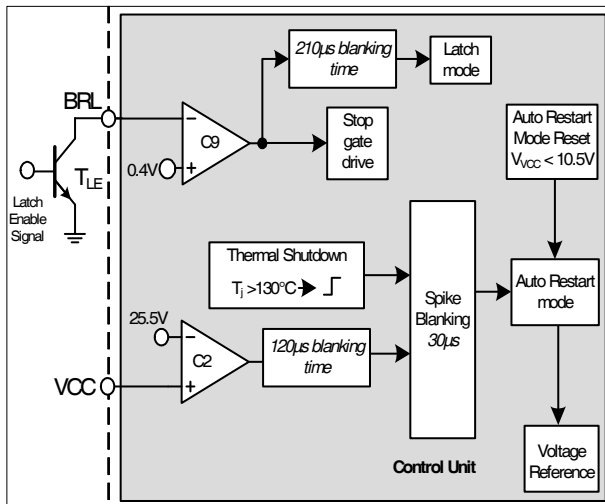 210µs blanking
time
Latch
mode
BRL
C9
Stop
gate
drive
Auto Restart
Mode Reset
VVCC < 10.5V
0.4V
TLE
Latch
Enable
Signal
Thermal Shutdown
Tj >130°C
Spike
Blanking
30µs
Auto Restart
mode
25.5V
C2
120µs blanking
time
VCC
Voltage
Reference
Control Unit